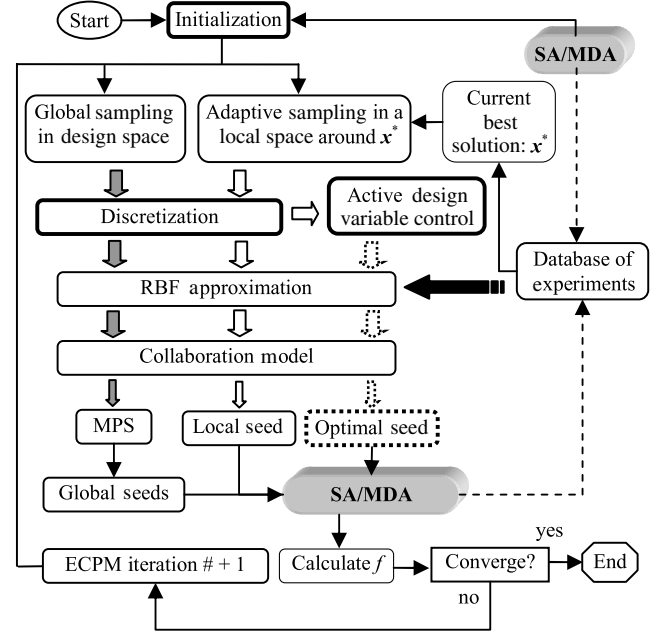 Start
Initialization
SA/MDA
Global sampling
in design space
Adaptive sampling in a
local space around x*
Current
best
solution: x*
Discretization
Active design
variable control
Database of
experiments
RBF approximation
Collaboration model
MPS
Local seed
Optimal seed
Global seeds
SA/MDA
ECPM iteration # + 1
Calculate f
Converge?
yes
End
no